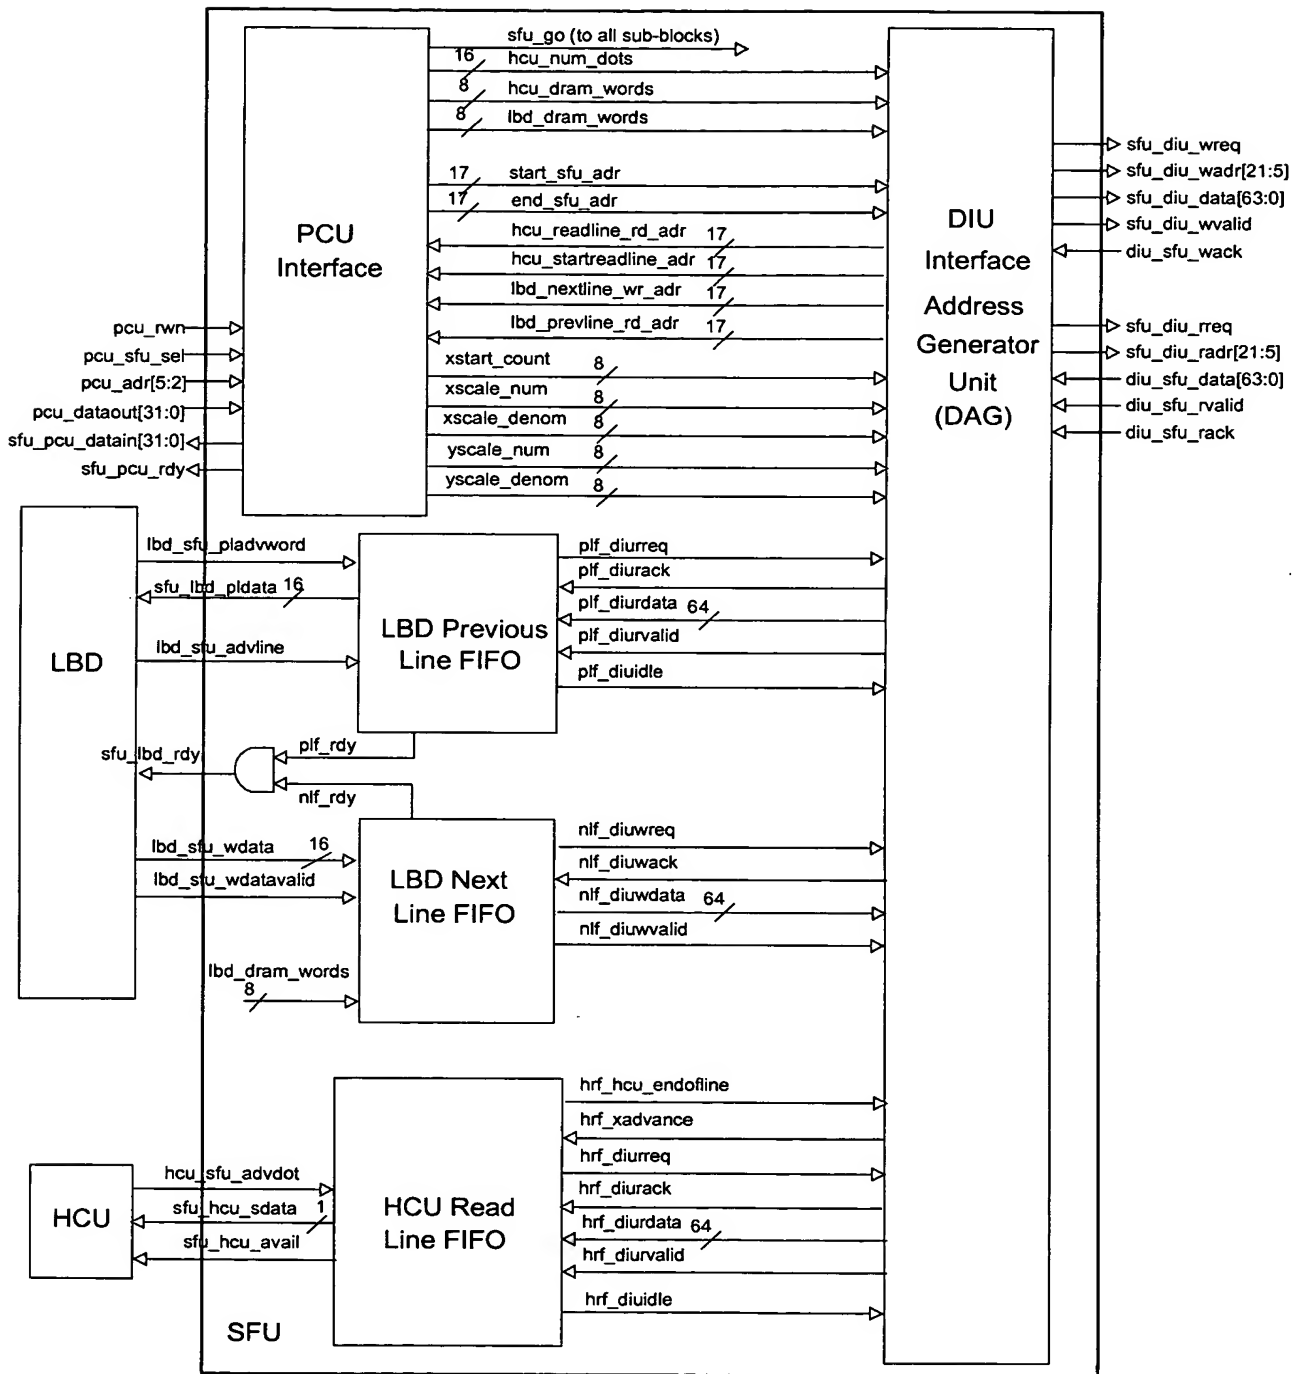 sfu_go (to all sub-blocks)
16 hcu_num_dots
8 hcu_dram_words
8 lbd_dram_words
17 start_sfu_adr
17 end_sfu_adr
hcu_readline_rd_adr 17
hcu_startreadline_adr 17
lbd_nextline_wr_adr 17
lbd_prevline_rd_adr 17
xstart_count 8
xscale_num 8
xscale_denom 8
yscale_num 8
yscale_denom 8
PCU
Interface
pcu_rwn
pcu_sfu_sel
pcu_adr[5:2]
pcu_dataout[31:0]
sfu_pcu_datain[31:0]
sfu_pcu_rdy
DIU
Interface
Address
Generator
Unit
(DAG)
sfu_diu_wreq
sfu_diu_wadr[21:5]
sfu_diu_data[63:0]
sfu_diu_wvalid
diu_sfu_wack
sfu_diu_rreq
sfu_diu_radr[21:5]
diu_sfu_data[63:0]
diu_sfu_rvalid
diu_sfu_rack
LBD
lbd_sfu_pladvword
sfu_lbd_pldata 16
lbd_sfu_advline
LBD Previous
Line FIFO
plf_diurreq
plf_diurack
plf_diurdata 64
plf_diurvalid
plf_diuidle
sfu_lbd_rdy
plf_rdy
nlf_rdy
lbd_sfu_wdata 16
lbd_sfu_wdatavalid
lbd_dram_words
8
LBD Next
Line FIFO
nlf_diuwreq
nlf_diuwack
nlf_diuwdata 64
nlf_diuwvalid
HCU
hcu_sfu_advdot
sfu_hcu_sdata 1
sfu_hcu_avail
HCU Read
Line FIFO
hrf_hcu_endofline
hrf_xadvance
hrf_diurreq
hrf_diurack
hrf_diurdata 64
hrf_diurvalid
hrf_diuidle
SFU